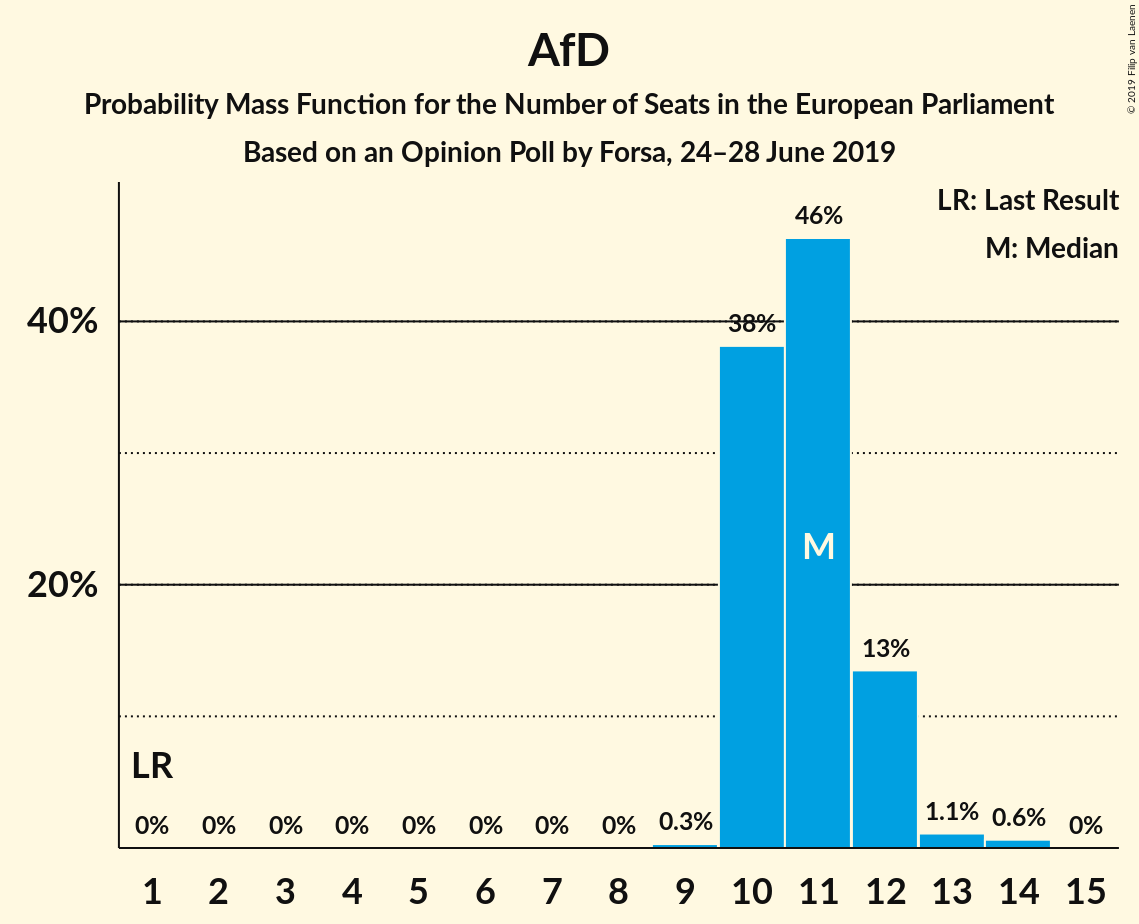 AfD
Probability Mass Function for the Number of Seats in the European Parliament
Based on an Opinion Poll by Forsa, 24–28 June 2019
© 2019 Filip van Laenen
LR: Last Result
M: Median
46%
40%
38%
M
20%
13%
LR
0% 0% 0% 0% 0% 0% 0% 0% 0.3% 1.1% 0.6% 0%
1 2 3 4 5 6 7 8 9 10 11 12 13 14 15